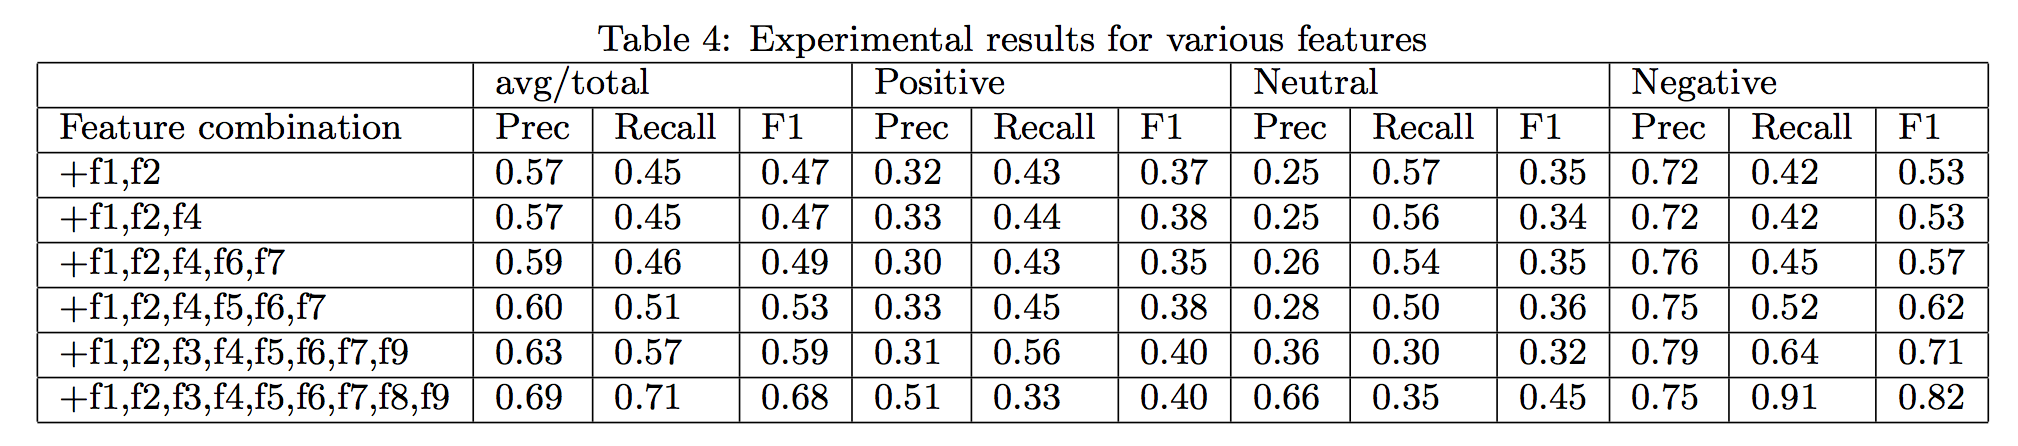 Table 4: Experimental results for various features
avg/total Positive Neutral Negative
Feature combination Prec Recall F1 Prec Recall F1 Prec Recall F1 Prec Recall F1
+f1,f2 0.57 0.45 0.47 0.32 0.43 0.37 0.25 0.57 0.35 0.72 0.42 0.53
+f1,f2,f4 0.57 0.45 0.47 0.33 0.44 0.38 0.25 0.56 0.34 0.72 0.42 0.53
+f1,f2,f4,f6,f7 0.59 0.46 0.49 0.30 0.43 0.35 0.26 0.54 0.35 0.76 0.45 0.57
+f1,f2,f4,f5,f6,f7 0.60 0.51 0.53 0.33 0.45 0.38 0.28 0.50 0.36 0.75 0.52 0.62
+f1,f2,f3,f4,f5,f6,f7,f9 0.63 0.57 0.59 0.31 0.56 0.40 0.36 0.30 0.32 0.79 0.64 0.71
+f1,f2,f3,f4,f5,f6,f7,f8,f9 0.69 0.71 0.68 0.51 0.33 0.40 0.66 0.35 0.45 0.75 0.91 0.82